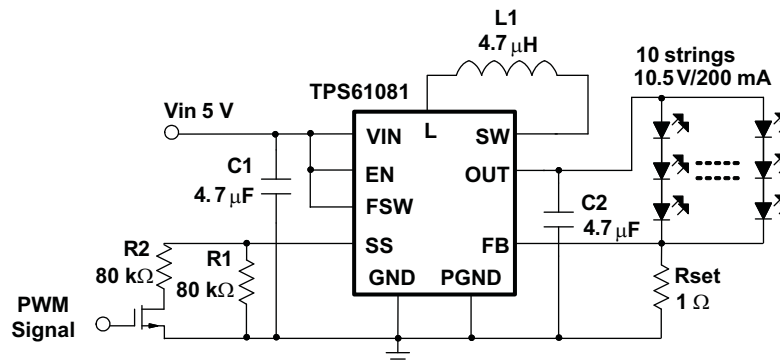 L1
4.7 μH
10 strings
10.5 V/200 mA
TPS61081
Vin 5 V
VIN
L
SW
C1
4.7 μF
EN
OUT
FSW
C2
4.7 μF
R2
80 kΩ
R1
80 kΩ
SS
FB
GND
PGND
Rset
1 Ω
PWM
Signal